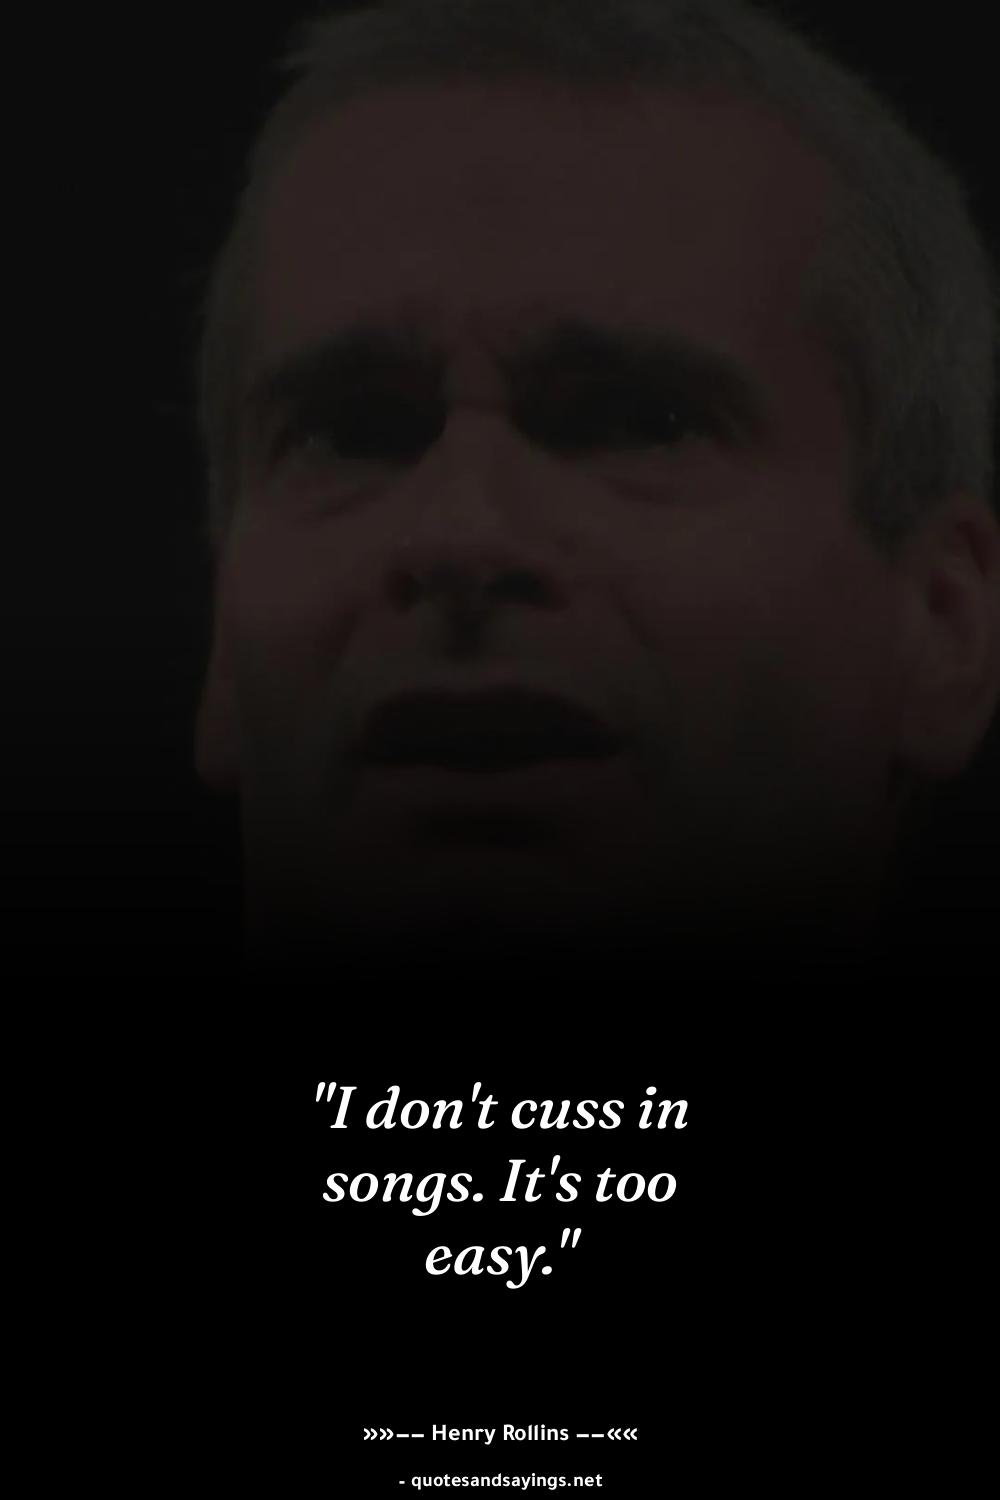 "I don't cuss in
songs. It's too
easy."
»»–– Henry Rollins ––««
- quotesandsayings.net